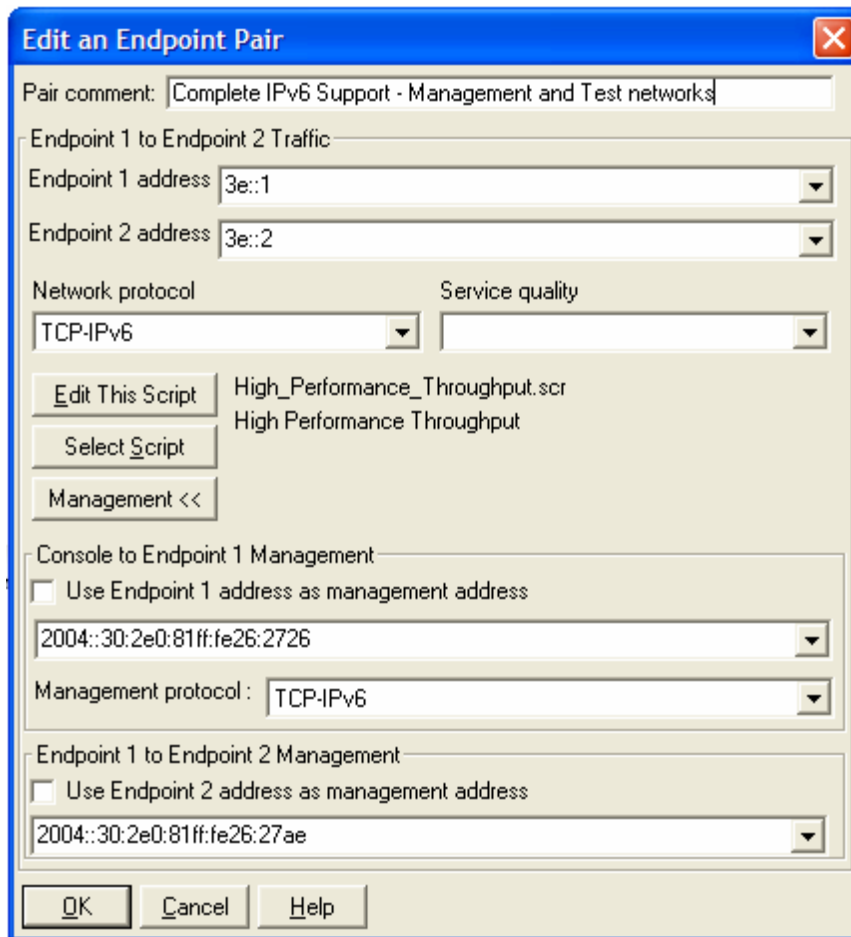 Edit an Endpoint Pair
Pair comment: Complete IPv6 Support - Management and Test networks
Endpoint 1 to Endpoint 2 Traffic
Endpoint 1 address 3e::1
Endpoint 2 address 3e::2
Network protocol Service quality
TCP-IPv6
Edit This Script High_Performance_Throughput.scr
High Performance Throughput
Select Script
Management <<
Console to Endpoint 1 Management
Use Endpoint 1 address as management address
2004::30:2e0:81ff:fe26:2726
Management protocol : TCP-IPv6
Endpoint 1 to Endpoint 2 Management
Use Endpoint 2 address as management address
2004::30:2e0:81ff:fe26:27ae
OK Cancel Help